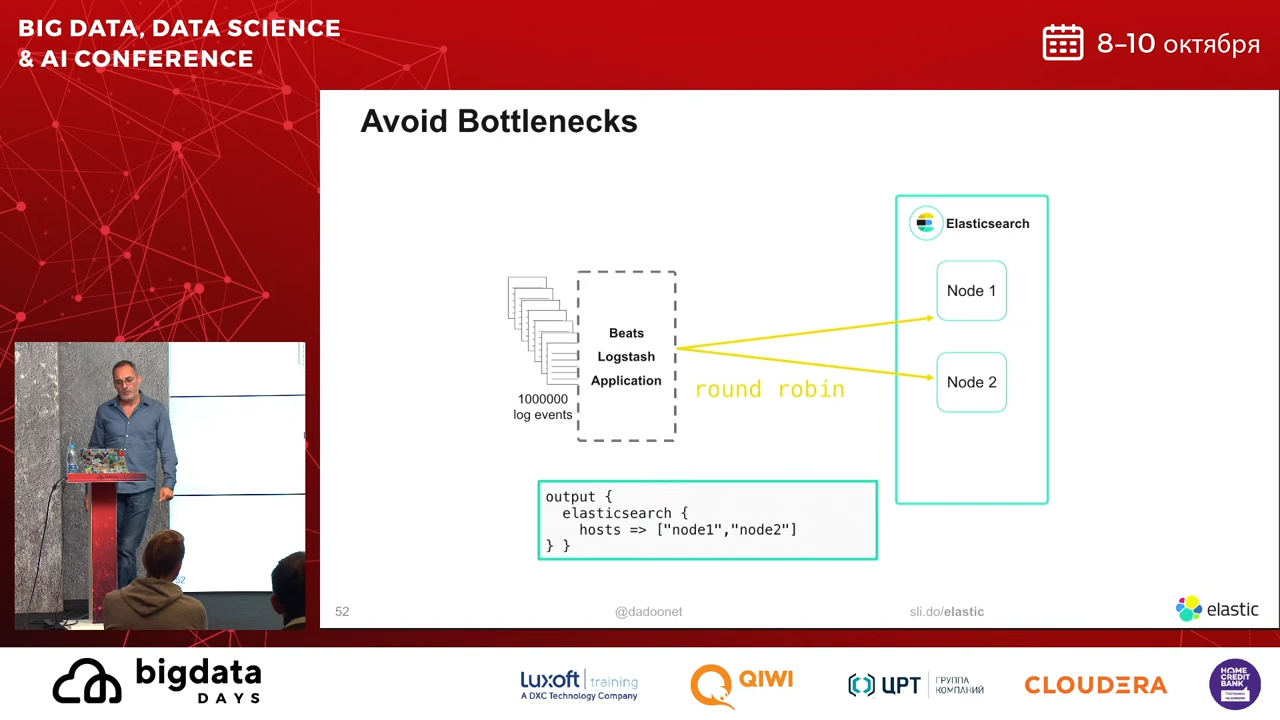 BIG DATA, DATA SCIENCE
& AI CONFERENCE
8–10 октября
Avoid Bottlenecks
Elasticsearch
Node 1
Node 2
Beats
Logstash
Application
1000000
log events
round robin
output {
elasticsearch {
hosts => ["node1","node2"]
} }
52
@dadoonet
sli.do/elastic
elastic
52
bigdata
DAYS
luxoft training
A DXC Technology Company
QIWI
ЦРТ ГРУППА
КОМПАНИЙ
CLOUDERA
HOME
CREDIT
BANK